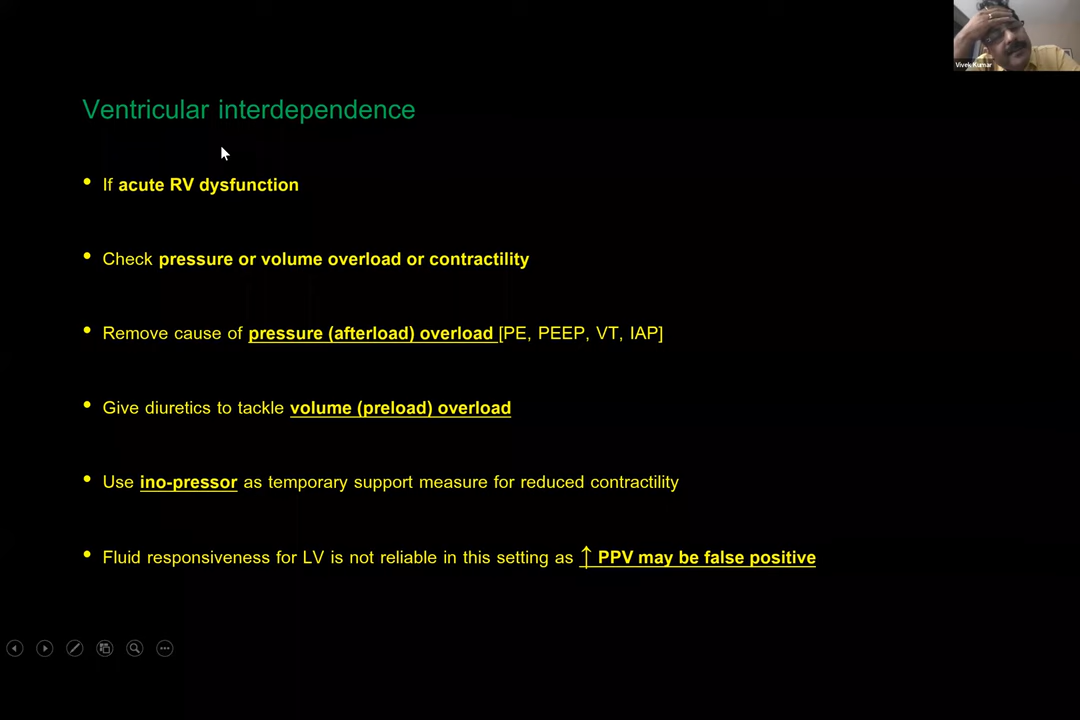 Vivek Kumar
Ventricular interdependence
• If acute RV dysfunction
• Check pressure or volume overload or contractility
• Remove cause of pressure (afterload) overload [PE, PEEP, VT, IAP]
• Give diuretics to tackle volume (preload) overload
• Use ino-pressor as temporary support measure for reduced contractility
• Fluid responsiveness for LV is not reliable in this setting as ↑ PPV may be false positive